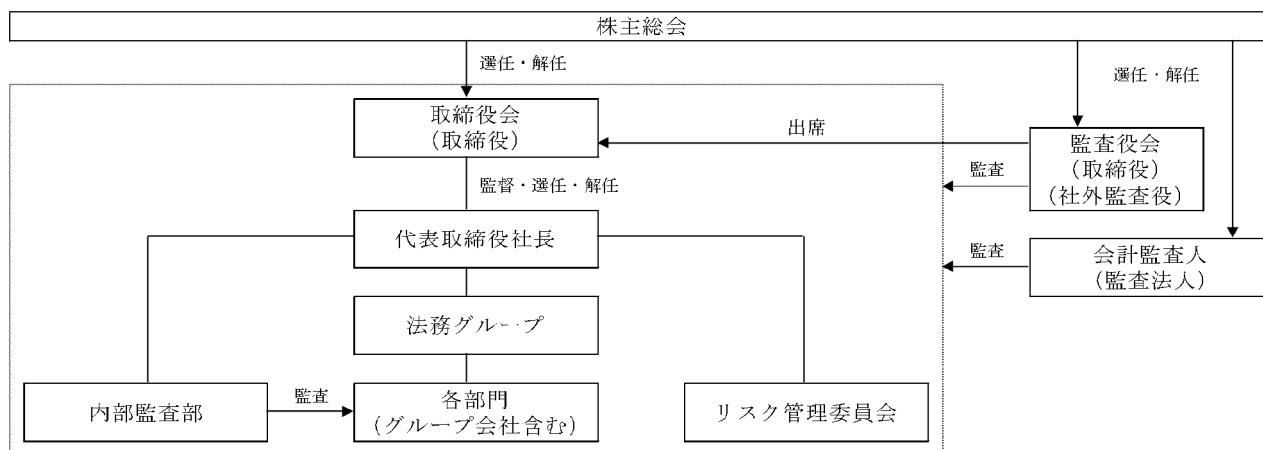 株主総会
選任・解任
選任・解任
取締役会
(取締役)
出席
監査役会
(取締役)
(社外監査役)
監査
監督・選任・解任
代表取締役社長
監査
会計監査人
(監査法人)
法務グループ
内部監査部
監査
各部門
(グループ会社含む)
リスク管理委員会